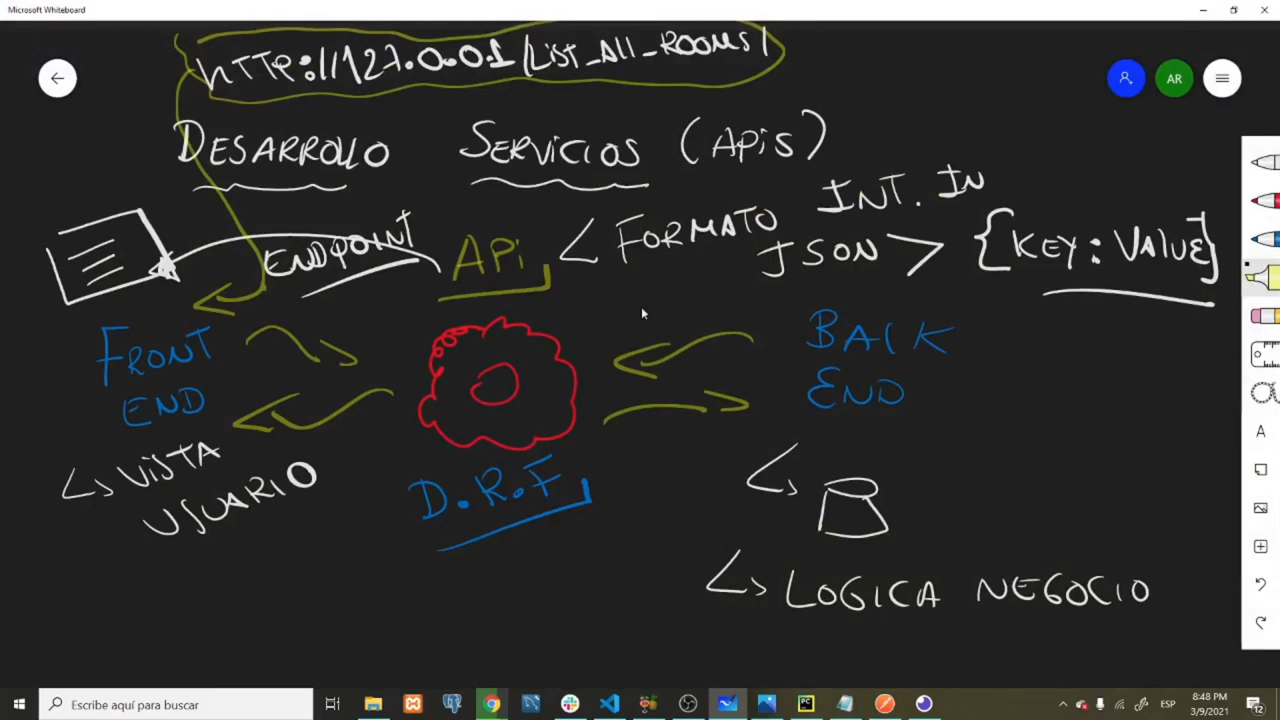 Microsoft Whiteboard
HTTP://127.0.0.1/List_All_Rooms/
AR
DESARROLLO SERVICIOS (APIS)
ENDPOINT
API
< FORMATO INT. IN
JSON > {KEY: VALUE}
FRONT
END
BACK
END
VISTA
USUARIO
D.R.F
LOGICA NEGOCIO
A
Escribe aquí para buscar
ESP
8:48 PM
3/9/2021
12